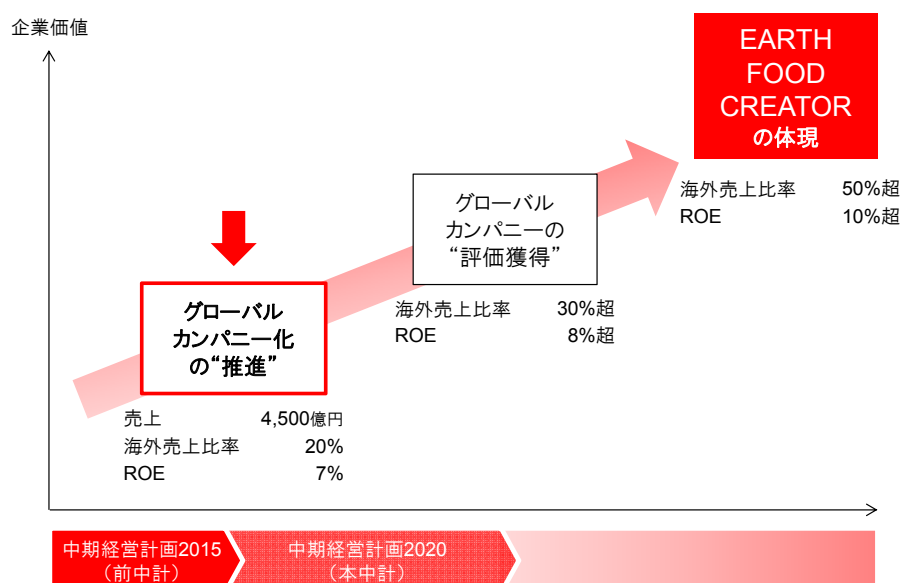 企業価値
EARTH
FOOD
CREATOR
の体現
海外売上比率 50%超
ROE 10%超
グローバル
カンパニーの
“評価獲得”
海外売上比率 30%超
ROE 8%超
グローバル
カンパニー化
の“推進”
売上 4,500億円
海外売上比率 20%
ROE 7%
中期経営計画2015
（前中計）
中期経営計画2020
（本中計）